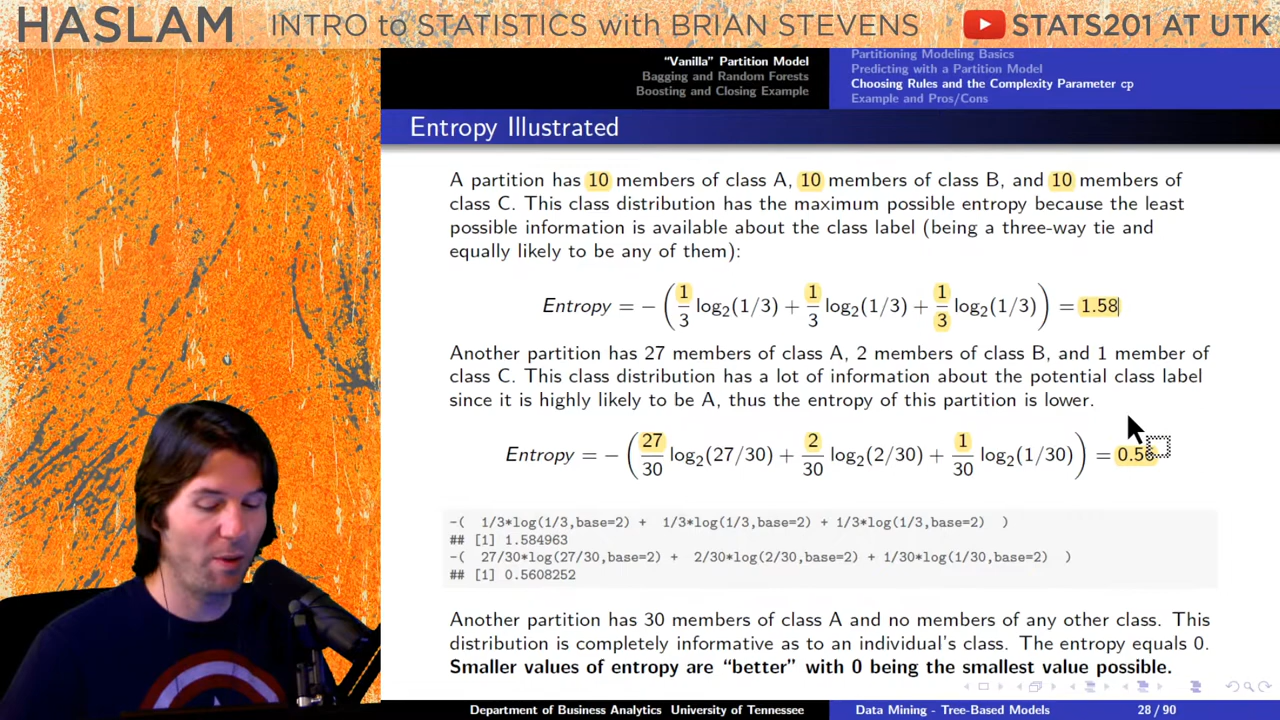 HASLAM INTRO to STATISTICS with BRIAN STEVENS STATS201 AT UTK
"Vanilla" Partition Model
Bagging and Random Forests
Boosting and Closing Example
Partitioning Modeling Basics
Predicting with a Partition Model
Choosing Rules and the Complexity Parameter cp
Example and Pros/Cons
Entropy Illustrated
A partition has 10 members of class A, 10 members of class B, and 10 members of
class C. This class distribution has the maximum possible entropy because the least
possible information is available about the class label (being a three-way tie and
equally likely to be any of them):
Entropy = − ( 1/3 log₂(1/3) + 1/3 log₂(1/3) + 1/3 log₂(1/3) ) = 1.58
Another partition has 27 members of class A, 2 members of class B, and 1 member of
class C. This class distribution has a lot of information about the potential class label
since it is highly likely to be A, thus the entropy of this partition is lower.
Entropy = − ( 27/30 log₂(27/30) + 2/30 log₂(2/30) + 1/30 log₂(1/30) ) = 0.56
-( 1/3*log(1/3,base=2) + 1/3*log(1/3,base=2) + 1/3*log(1/3,base=2) )
## [1] 1.584963
-( 27/30*log(27/30,base=2) + 2/30*log(2/30,base=2) + 1/30*log(1/30,base=2) )
## [1] 0.5608252
Another partition has 30 members of class A and no members of any other class. This
distribution is completely informative as to an individual's class. The entropy equals 0.
Smaller values of entropy are "better" with 0 being the smallest value possible.
Department of Business Analytics University of Tennessee
Data Mining - Tree-Based Models
28 / 90